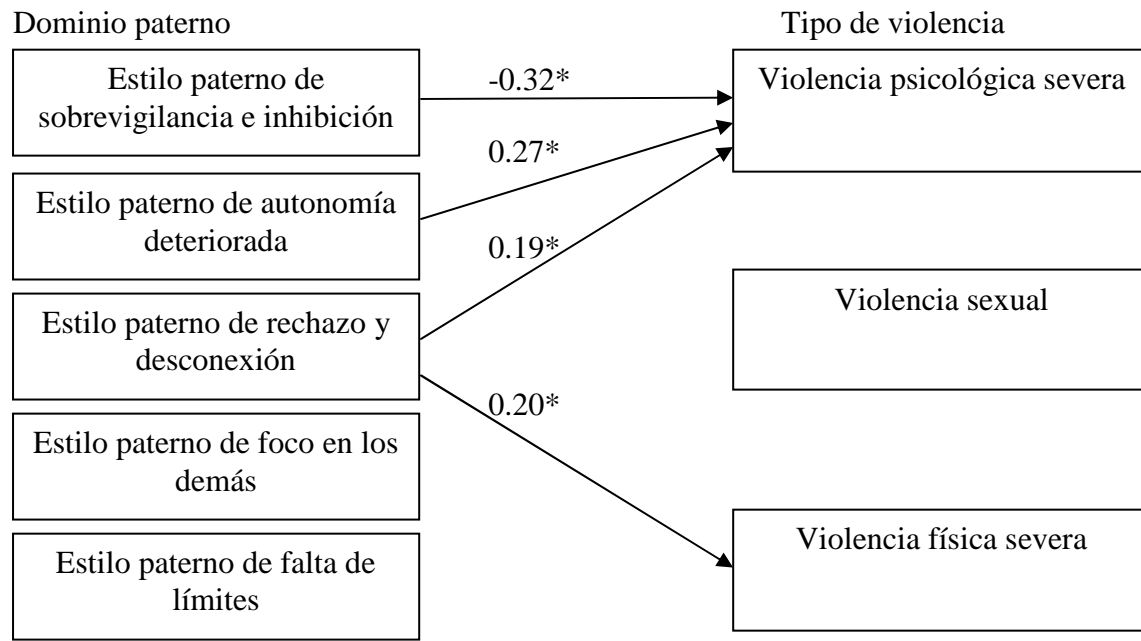 Dominio paterno
Tipo de violencia
Estilo paterno de
sobrevigilancia e inhibición
-0.32*
Violencia psicológica severa
0.27*
Estilo paterno de autonomía
deteriorada
0.19*
Violencia sexual
Estilo paterno de rechazo y
desconexión
0.20*
Estilo paterno de foco en los
demás
Violencia física severa
Estilo paterno de falta de
límites